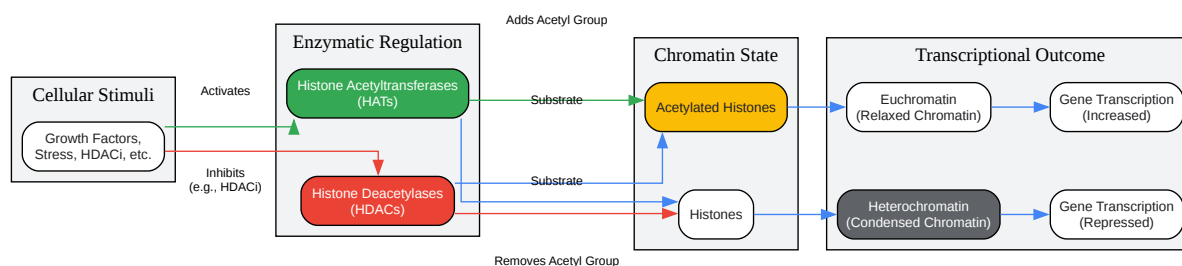 Adds Acetyl Group
Enzymatic Regulation
Chromatin State
Transcriptional Outcome
Cellular Stimuli
Activates
Histone Acetyltransferases
(HATs)
Substrate
Acetylated Histones
Euchromatin
(Relaxed Chromatin)
Gene Transcription
(Increased)
Growth Factors,
Stress, HDACi, etc.
Inhibits
(e.g., HDACi)
Histone Deacetylases
(HDACs)
Substrate
Histones
Heterochromatin
(Condensed Chromatin)
Gene Transcription
(Repressed)
Removes Acetyl Group